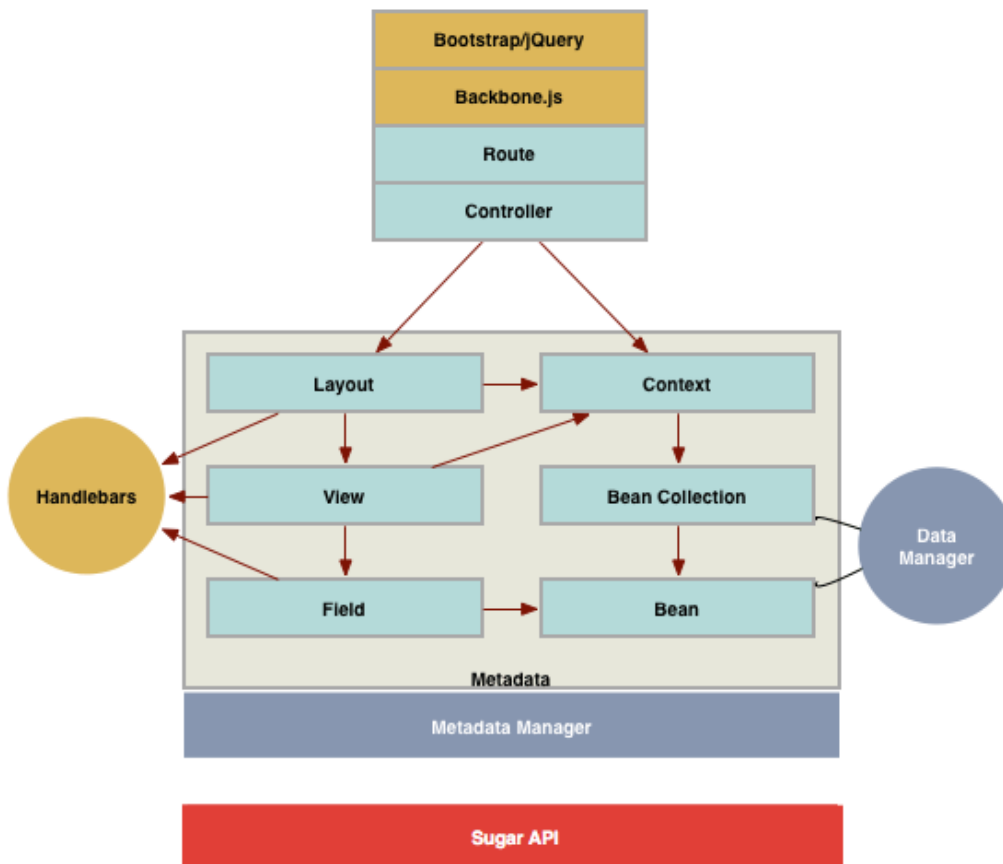 Bootstrap/jQuery
Backbone.js
Route
Controller
Layout
Context
Handlebars
View
Bean Collection
Data
Manager
Field
Bean
Metadata
Metadata Manager
Sugar API